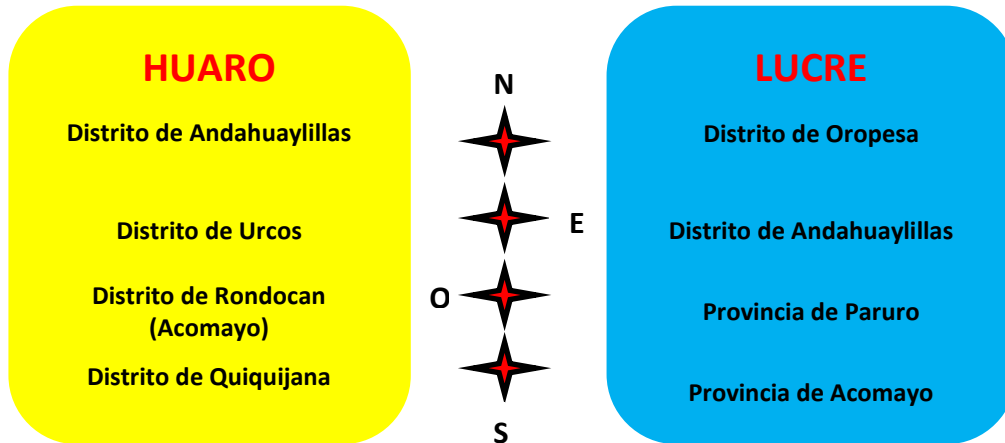 HUARO
Distrito de Andahuaylillas
Distrito de Urcos
Distrito de Rondocan
(Acomayo)
Distrito de Quiquijana
N
E
O
S
LUCRE
Distrito de Oropesa
Distrito de Andahuaylillas
Provincia de Paruro
Provincia de Acomayo